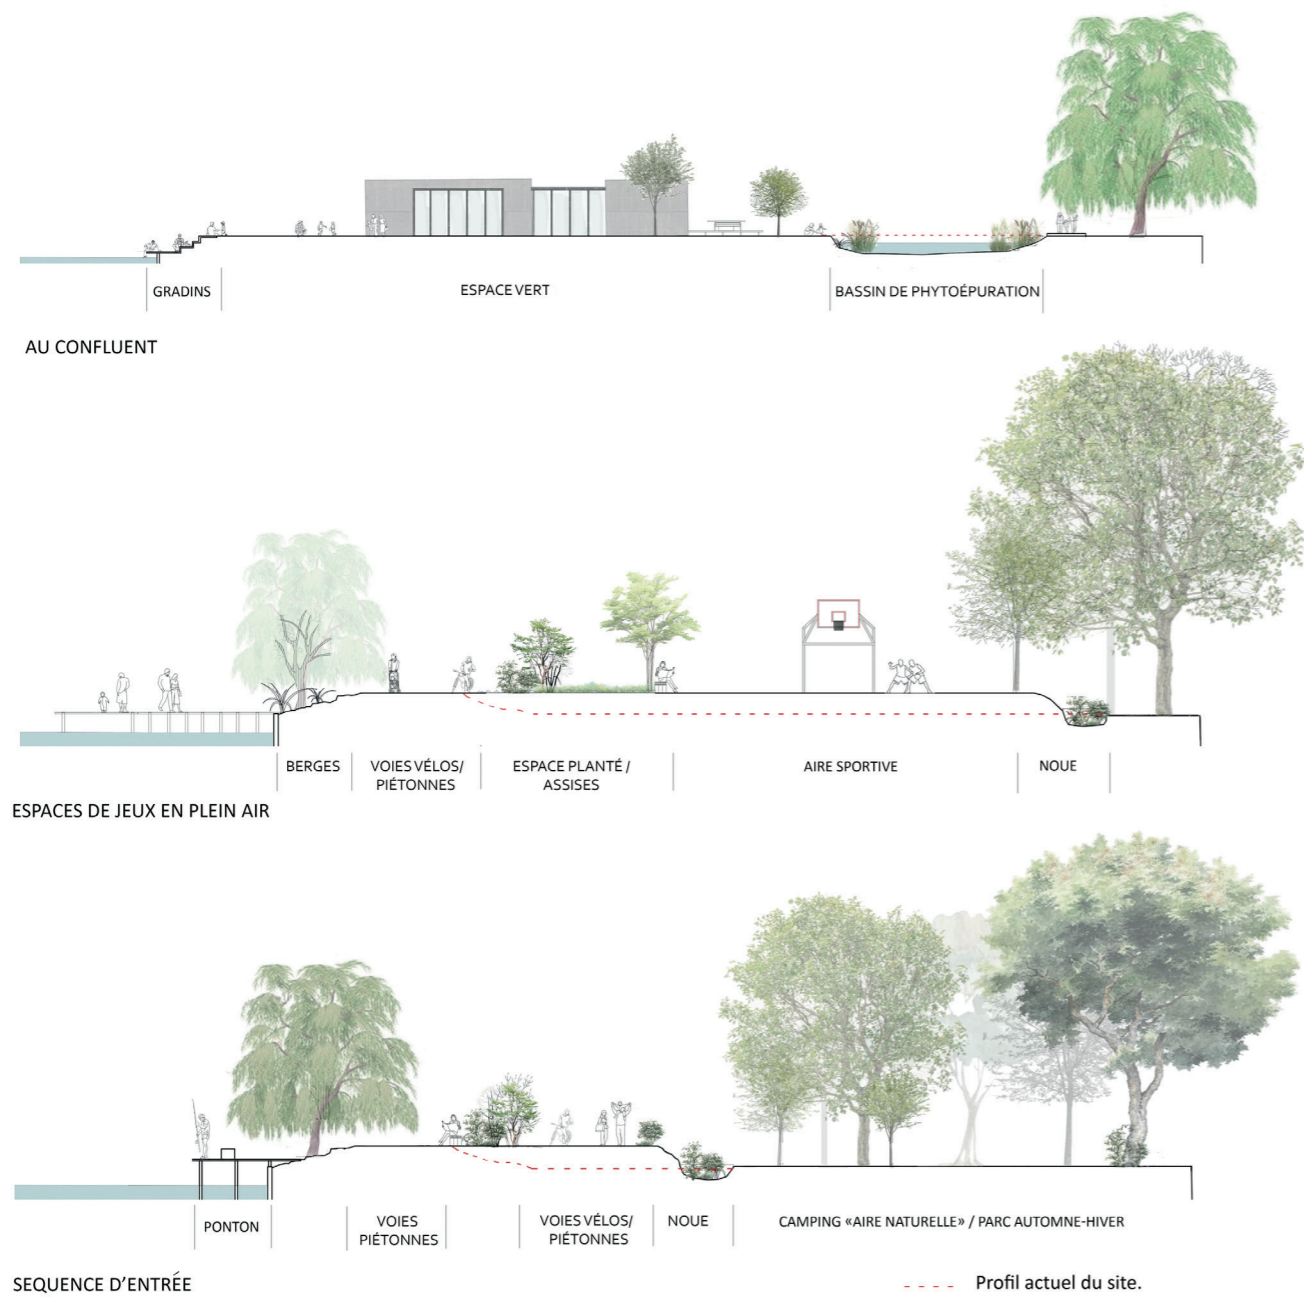 GRADINS
ESPACE VERT
BASSIN DE PHYTOÉPURATION
AU CONFLUENT
BERGES
VOIES VÉLOS/
PIÉTONNES
ESPACE PLANTÉ /
ASSISES
AIRE SPORTIVE
NOUE
ESPACES DE JEUX EN PLEIN AIR
PONTON
VOIES
PIÉTONNES
VOIES VÉLOS/
PIÉTONNES
NOUE
CAMPING «AIRE NATURELLE» / PARC AUTOMNE-HIVER
SEQUENCE D'ENTRÉE
Profil actuel du site.